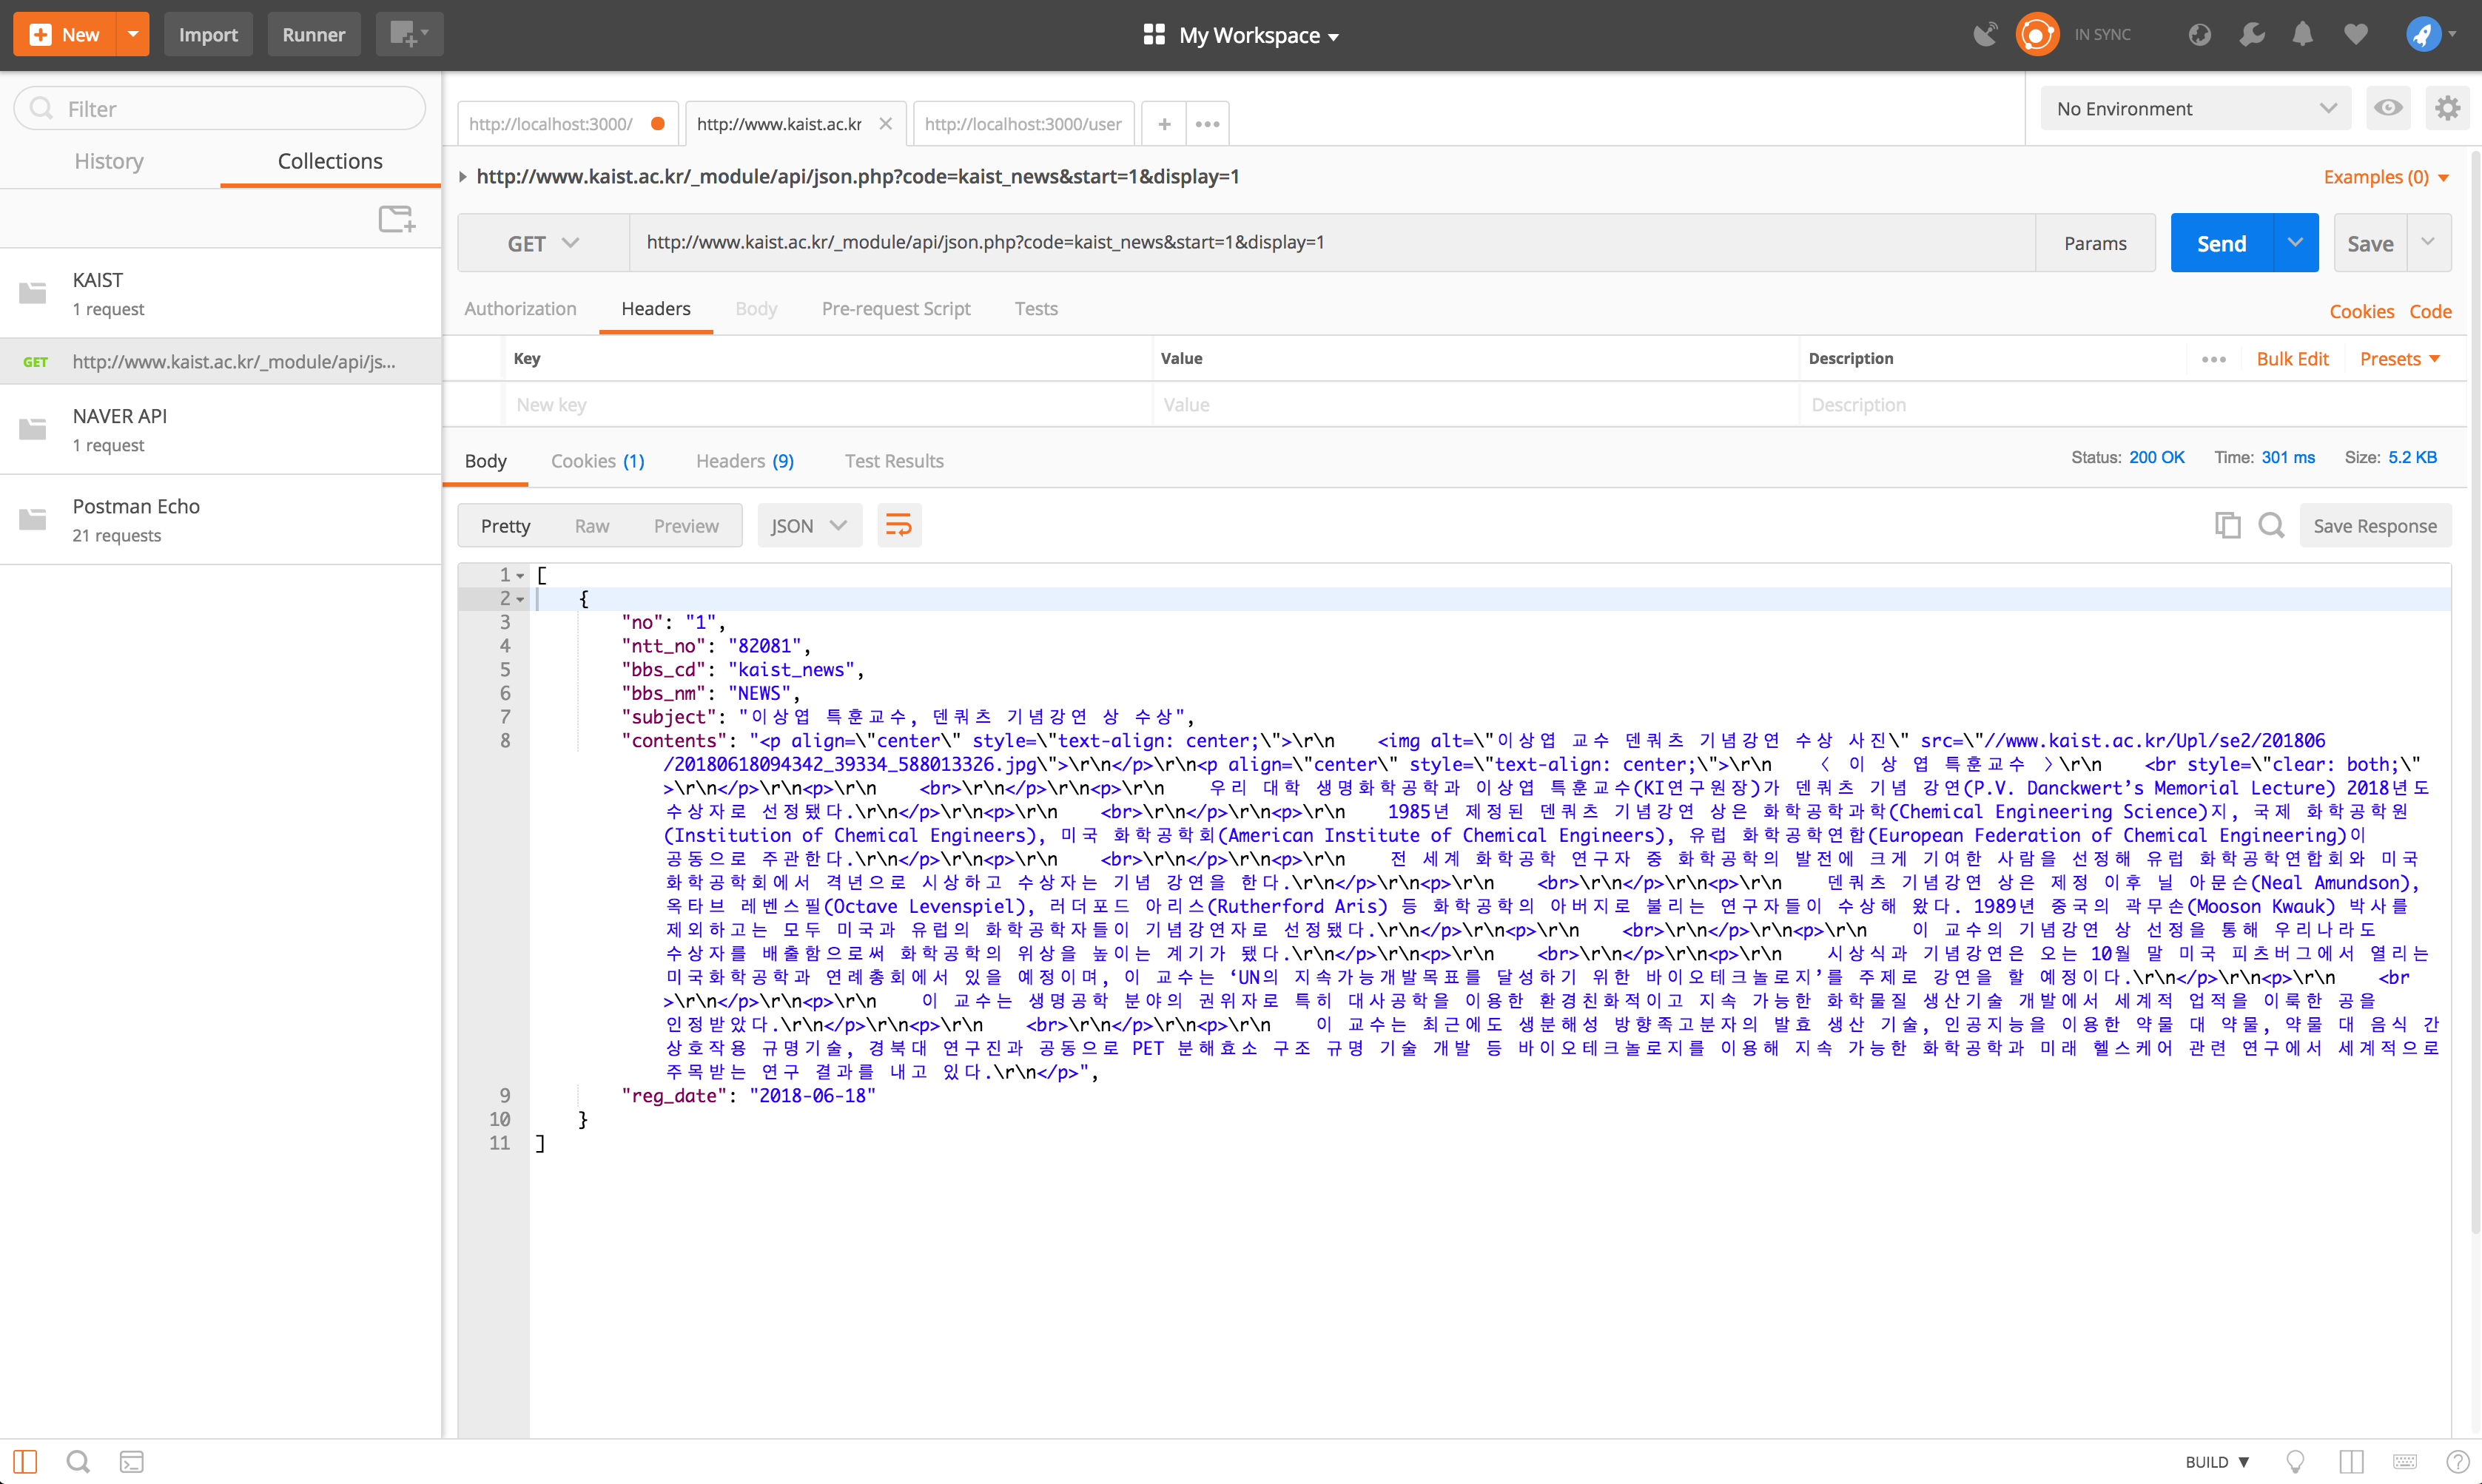 New
Import
Runner
My Workspace
IN SYNC
Filter
History
Collections
KAIST
1 request
GET http://www.kaist.ac.kr/_module/api/js...
NAVER API
1 request
Postman Echo
21 requests
http://localhost:3000/
http://www.kaist.ac.kr
http://localhost:3000/user
+
No Environment
http://www.kaist.ac.kr/_module/api/json.php?code=kaist_news&start=1&display=1
Examples (0)
GET
http://www.kaist.ac.kr/_module/api/json.php?code=kaist_news&start=1&display=1
Params
Send
Save
Authorization
Headers
Body
Pre-request Script
Tests
Cookies
Code
Key
Value
Description
Bulk Edit
Presets
New key
Value
Description
Body
Cookies (1)
Headers (9)
Test Results
Status: 200 OK
Time: 301 ms
Size: 5.2 KB
Pretty
Raw
Preview
JSON
Save Response
1 [
2 {
3 "no": "1",
4 "ntt_no": "82081",
5 "bbs_cd": "kaist_news",
6 "bbs_nm": "NEWS",
7 "subject": "이상엽 특훈교수, 덴쿼츠 기념강연 상 수상",
8 "contents": "<p align=\"center\" style=\"text-align: center;\">\r\n    <img alt=\"이상엽 교수 덴쿼츠 기념강연 수상 사진\" src=\"//www.kaist.ac.kr/Upl/se2/201806
/20180618094342_39334_588013326.jpg\">\r\n</p>\r\n<p align=\"center\" style=\"text-align: center;\">\r\n    〈 이 상 엽 특훈교수 〉\r\n    <br style=\"clear: both;\"
>\r\n</p>\r\n<p>\r\n    <br>\r\n</p>\r\n<p>\r\n    우리 대학 생명화학공학과 이상엽 특훈교수(KI연구원장)가 덴쿼츠 기념 강연(P.V. Danckwert’s Memorial Lecture) 2018년도
수상자로 선정됐다.\r\n</p>\r\n<p>\r\n    <br>\r\n</p>\r\n<p>\r\n    1985년 제정된 덴쿼츠 기념강연 상은 화학공학과학(Chemical Engineering Science)지, 국제 화학공학원
(Institution of Chemical Engineers), 미국 화학공학회(American Institute of Chemical Engineers), 유럽 화학공학연합(European Federation of Chemical Engineering)이
공동으로 주관한다.\r\n</p>\r\n<p>\r\n    <br>\r\n</p>\r\n<p>\r\n    전 세계 화학공학 연구자 중 화학공학의 발전에 크게 기여한 사람을 선정해 유럽 화학공학연합회와 미국
화학공학회에서 격년으로 시상하고 수상자는 기념 강연을 한다.\r\n</p>\r\n<p>\r\n    <br>\r\n</p>\r\n<p>\r\n    덴쿼츠 기념강연 상은 제정 이후 닐 아문슨(Neal Amundson),
옥타브 레벤스필(Octave Levenspiel), 러더포드 아리스(Rutherford Aris) 등 화학공학의 아버지로 불리는 연구자들이 수상해 왔다. 1989년 중국의 곽무손(Mooson Kwauk) 박사를
제외하고는 모두 미국과 유럽의 화학공학자들이 기념강연자로 선정됐다.\r\n</p>\r\n<p>\r\n    <br>\r\n</p>\r\n<p>\r\n    이 교수의 기념강연 상 선정을 통해 우리나라도
수상자를 배출함으로써 화학공학의 위상을 높이는 계기가 됐다.\r\n</p>\r\n<p>\r\n    <br>\r\n</p>\r\n<p>\r\n    시상식과 기념강연은 오는 10월 말 미국 피츠버그에서 열리는
미국화학공학과 연례총회에서 있을 예정이며, 이 교수는 ‘UN의 지속가능개발목표를 달성하기 위한 바이오테크놀로지’를 주제로 강연을 할 예정이다.\r\n</p>\r\n<p>\r\n    <br
>\r\n</p>\r\n<p>\r\n    이 교수는 생명공학 분야의 권위자로 특히 대사공학을 이용한 환경친화적이고 지속 가능한 화학물질 생산기술 개발에서 세계적 업적을 이룩한 공을
인정받았다.\r\n</p>\r\n<p>\r\n    <br>\r\n</p>\r\n<p>\r\n    이 교수는 최근에도 생분해성 방향족고분자의 발효 생산 기술, 인공지능을 이용한 약물 대 약물, 약물 대 음식 간
상호작용 규명기술, 경북대 연구진과 공동으로 PET 분해효소 구조 규명 기술 개발 등 바이오테크놀로지를 이용해 지속 가능한 화학공학과 미래 헬스케어 관련 연구에서 세계적으로
주목받는 연구 결과를 내고 있다.\r\n</p>",
9 "reg_date": "2018-06-18"
10 }
11 ]
BUILD